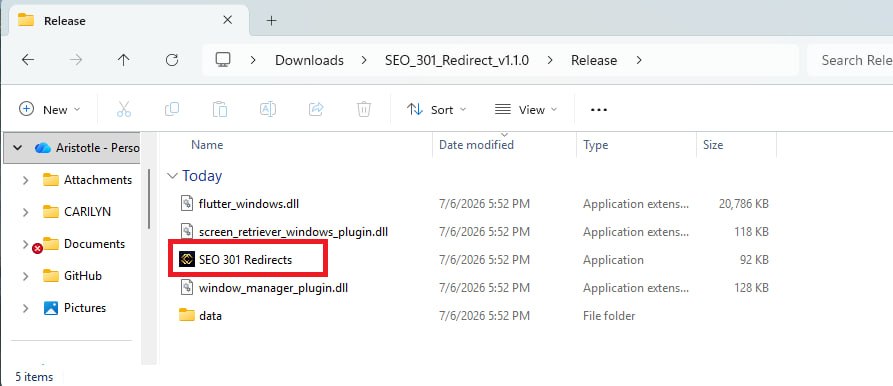 Release
Downloads > SEO_301_Redirect_v1.1.0 > Release > Search Rele
New Sort View
Name Date modified Type Size
Aristotle - Perso
Attachments
CARILYN
Documents
GitHub
Pictures
Today
flutter_windows.dll 7/6/2026 5:52 PM Application extens... 20,786 KB
screen_retriever_windows_plugin.dll 7/6/2026 5:52 PM Application extens... 118 KB
SEO 301 Redirects 7/6/2026 5:52 PM Application 92 KB
window_manager_plugin.dll 7/6/2026 5:52 PM Application extens... 128 KB
data 7/6/2026 5:52 PM File folder
5 items